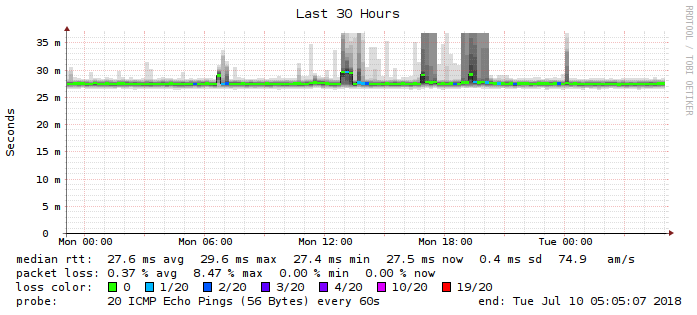 Last 30 Hours
RRDTOOL / TOBI OETIKER
Seconds
35 m
30 m
25 m
20 m
15 m
10 m
5 m
0
Mon 00:00 Mon 06:00 Mon 12:00 Mon 18:00 Tue 00:00
median rtt: 27.6 ms avg 29.6 ms max 27.4 ms min 27.5 ms now 0.4 ms sd 74.9 am/s
packet loss: 0.37 % avg 8.47 % max 0.00 % min 0.00 % now
loss color: 0 1/20 2/20 3/20 4/20 10/20 19/20
probe: 20 ICMP Echo Pings (56 Bytes) every 60s end: Tue Jul 10 05:05:07 2018